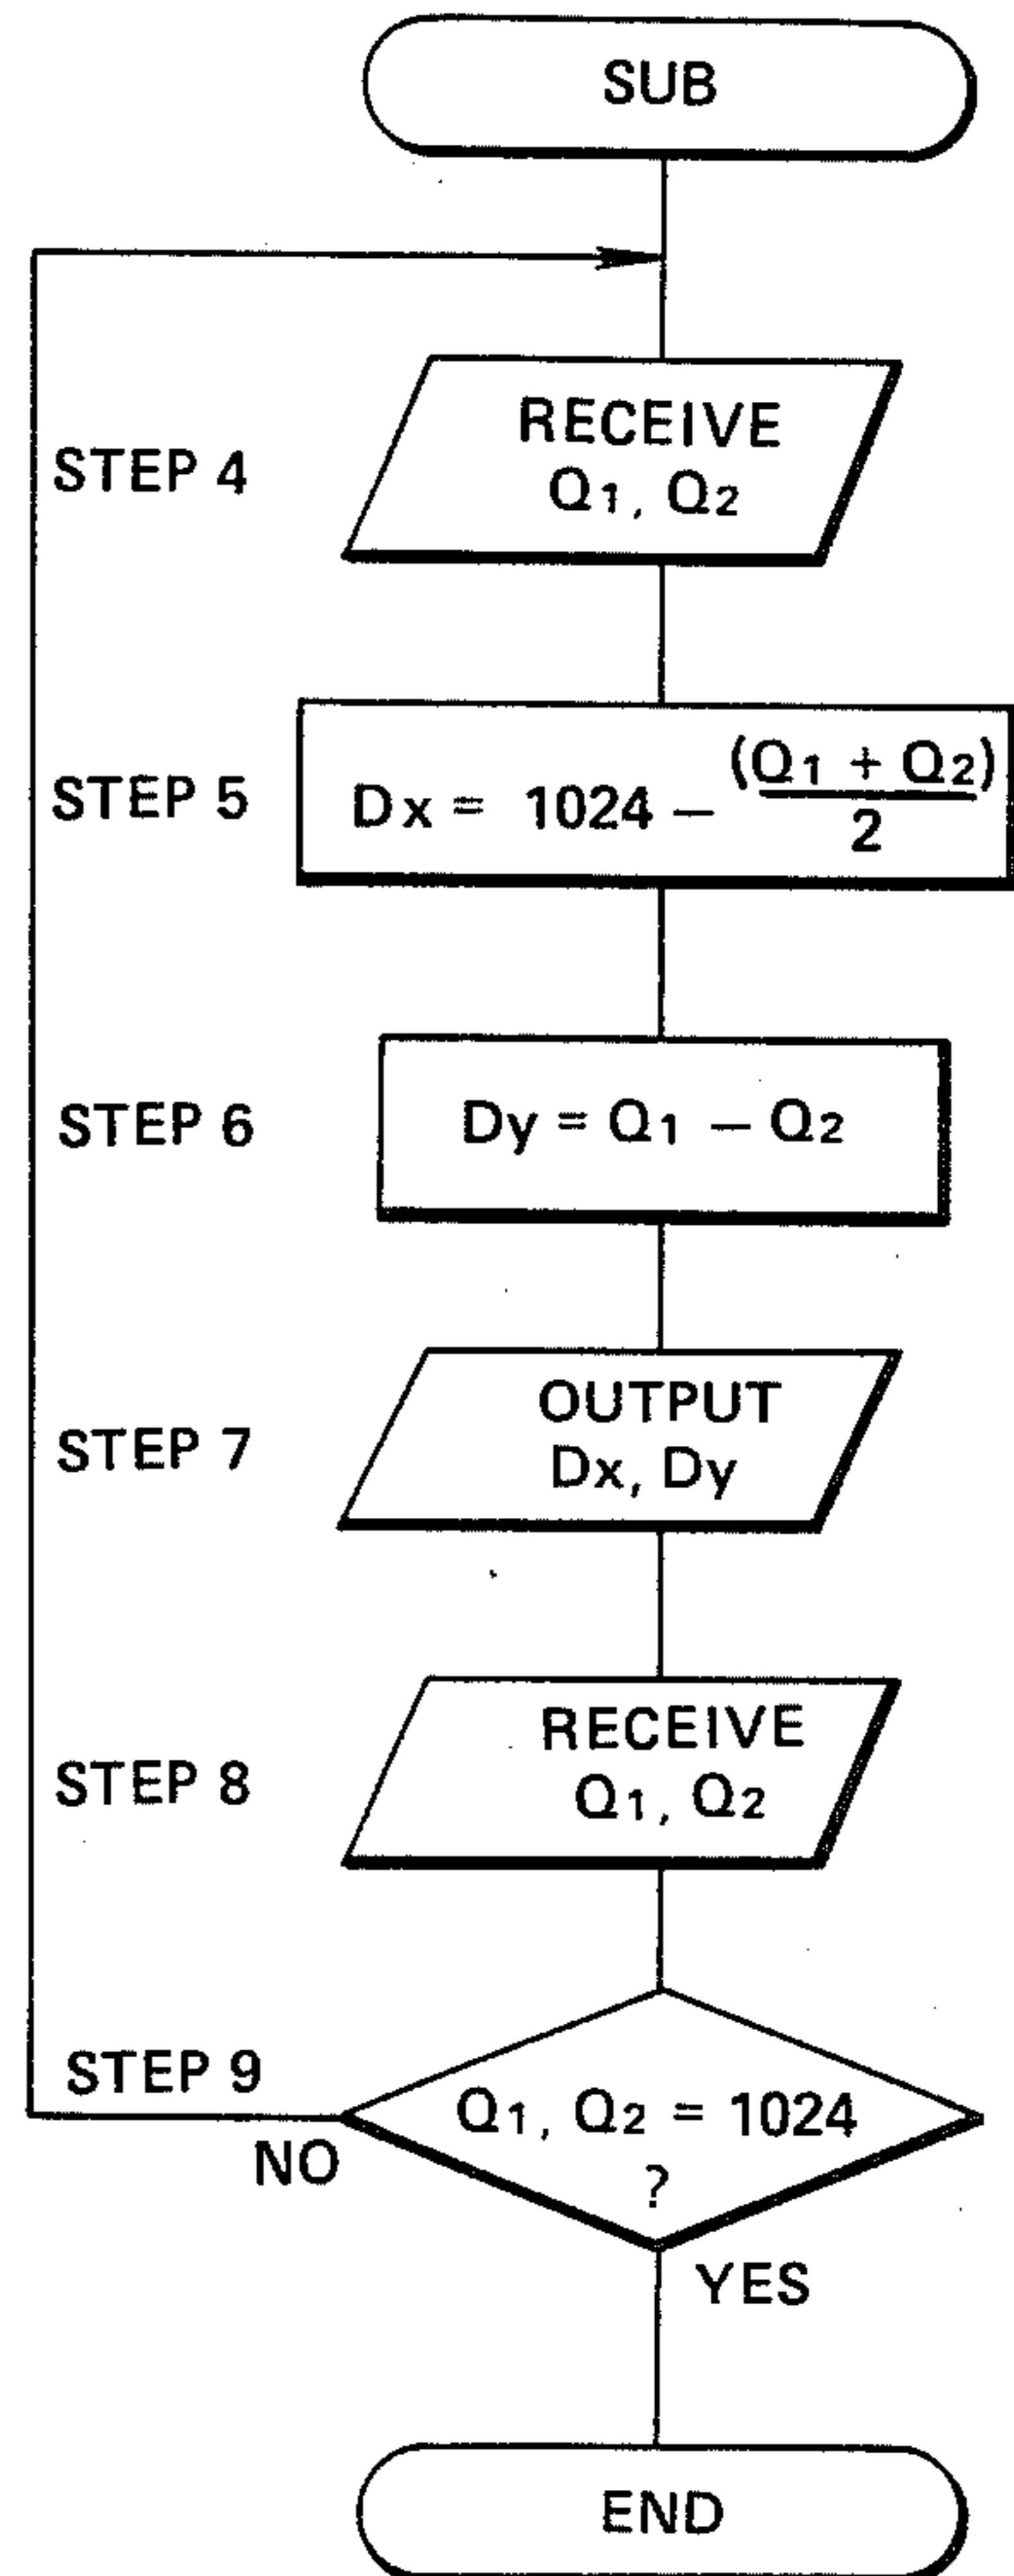 SUB
STEP 4
RECEIVE
Q1, Q2
STEP 5
Dx = 1024 - (Q1 + Q2)/2
STEP 6
Dy = Q1 - Q2
STEP 7
OUTPUT
Dx, Dy
STEP 8
RECEIVE
Q1, Q2
STEP 9
Q1, Q2 = 1024
?
NO
YES
END